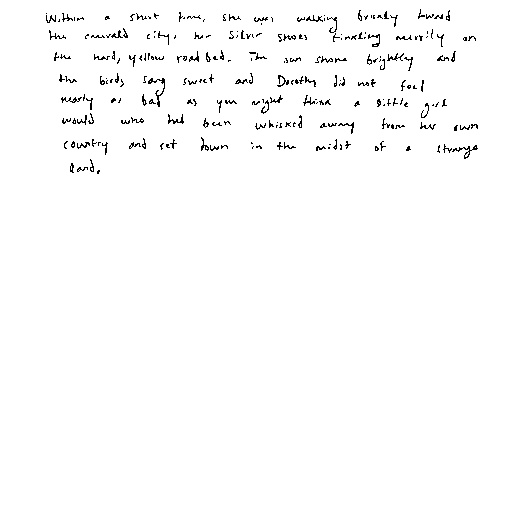 Within a short time, she was walking briskly toward
the emerald city, her silver shoes tinkling merrily on
the hard, yellow road bed. The sun shone brightly and
the birds sang sweet and Dorothy did not feel
nearly as bad as you might think a little girl
would who had been whisked away from her own
country and set down in the midst of a strange
land.